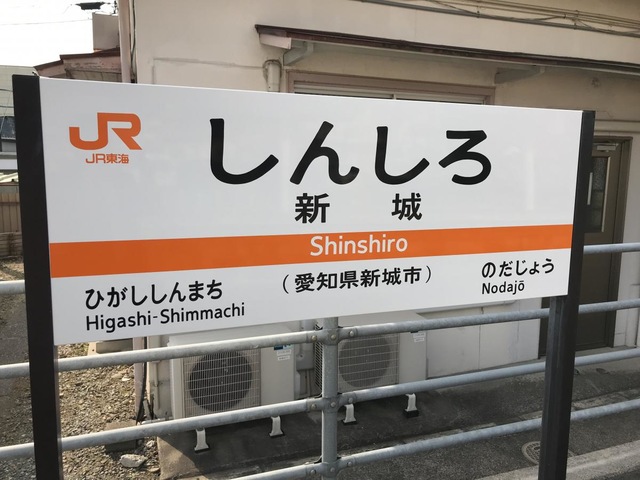 JR
JR東海
しんしろ
新城
Shinshiro
(愛知県新城市)
ひがししんまち
Higashi-Shimmachi
のだじょう
Nodajō